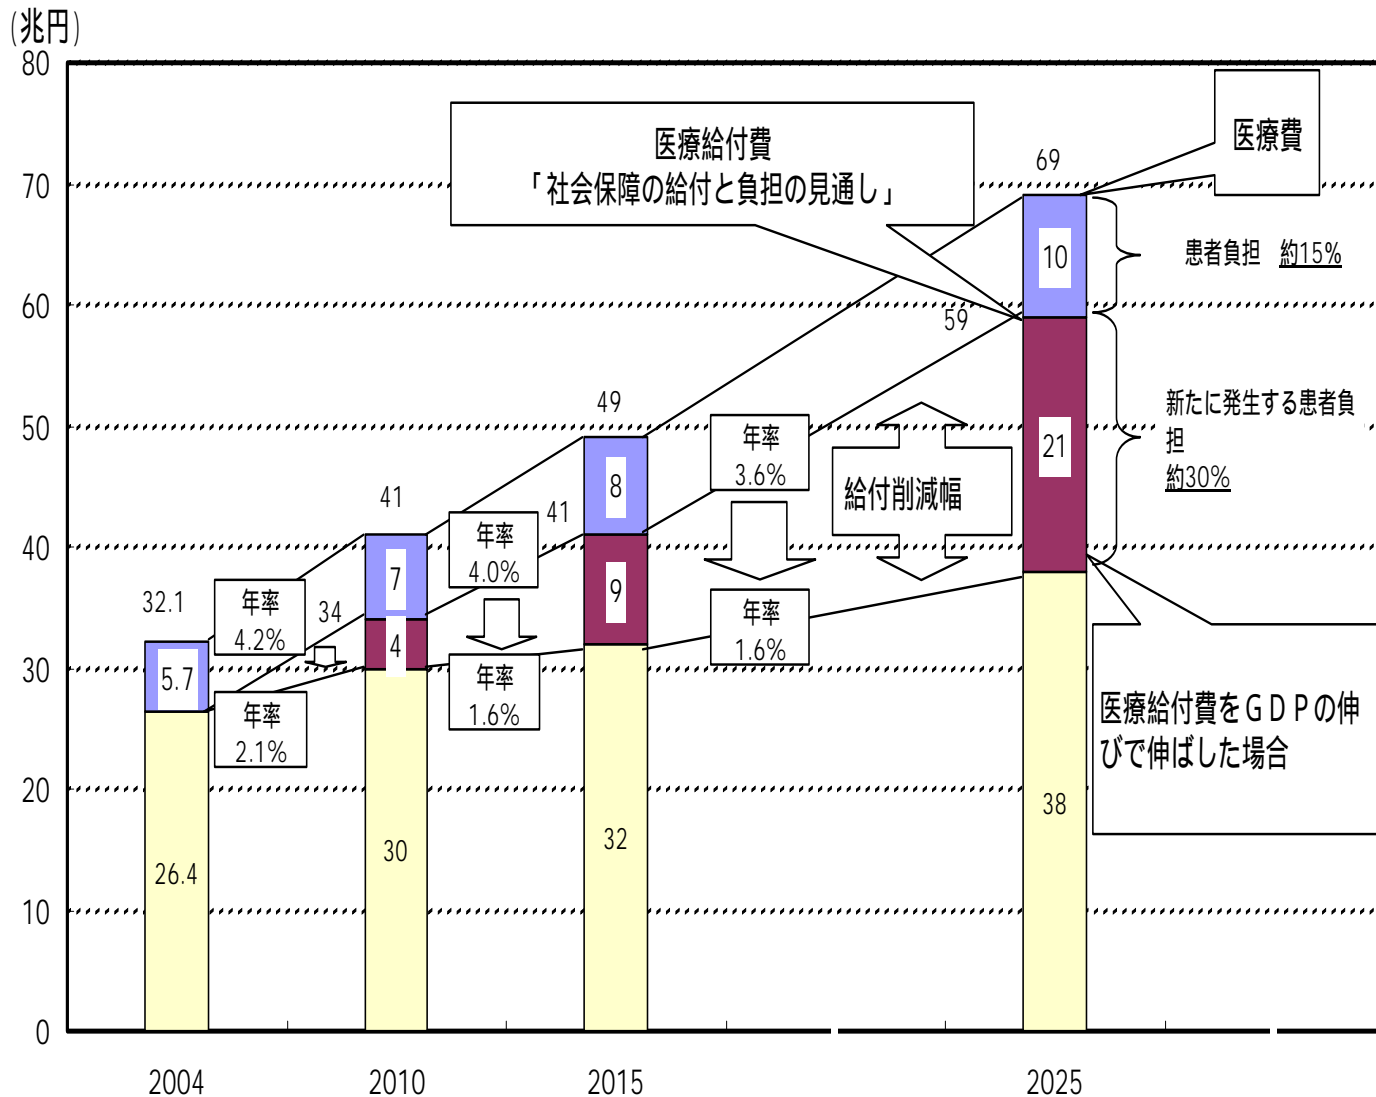 (兆円)
80
70
60
50
40
30
20
10
0
医療給付費
「社会保障の給付と負担の見通し」
医療費
69
10
患者負担 約15%
59
21
新たに発生する患者負
担
約30%
49
8
41
9
32
年率
3.6%
給付削減幅
年率
1.6%
41
7
34
4
30
年率
4.0%
年率
1.6%
32.1
5.7
26.4
年率
4.2%
年率
2.1%
38
医療給付費をGDPの伸
びで伸ばした場合
2004
2010
2015
2025